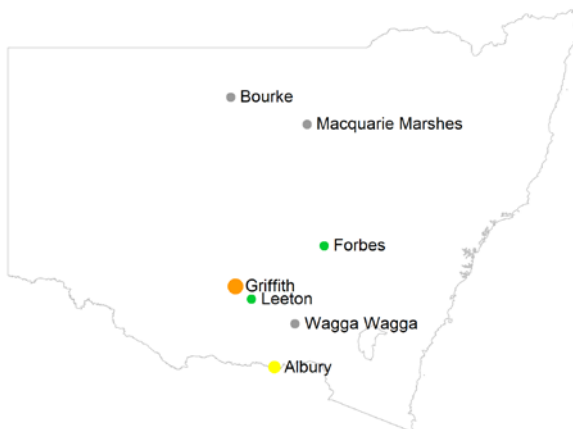 Bourke
Macquarie Marshes
Forbes
Griffith
Leeton
Wagga Wagga
Albury